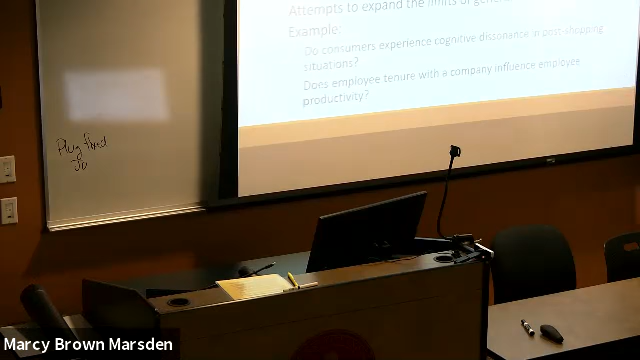 Attempts to expand the limits of
Example:
Do consumers experience cognitive dissonance in post-shopping
situations?
Does employee tenure with a company influence employee
productivity?
Plug
Marcy Brown Marsden